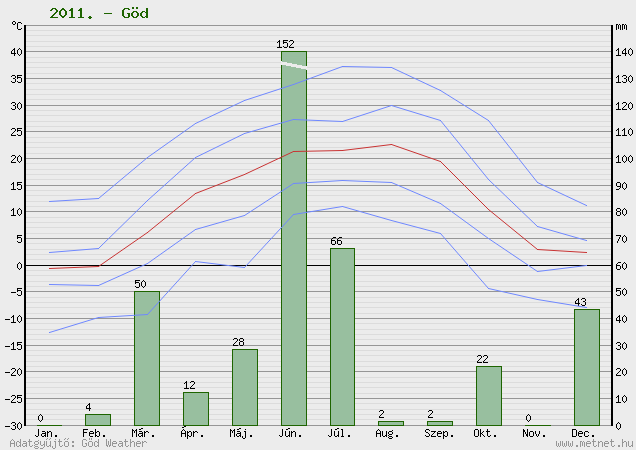 2011. - Göd
°C
mm
152
40
140
35
130
30
120
25
110
20
100
15
90
10
80
5
66
70
0
60
50
-5
50
43
-10
40
28
-15
30
22
-20
20
12
-25
10
0
4
2
2
0
-30
0
Jan.
Feb.
Már.
Ápr.
Máj.
Jún.
Júl.
Aug.
Szep.
Okt.
Nov.
Dec.
Adatgyüjtő: Göd Weather
www.metnet.hu